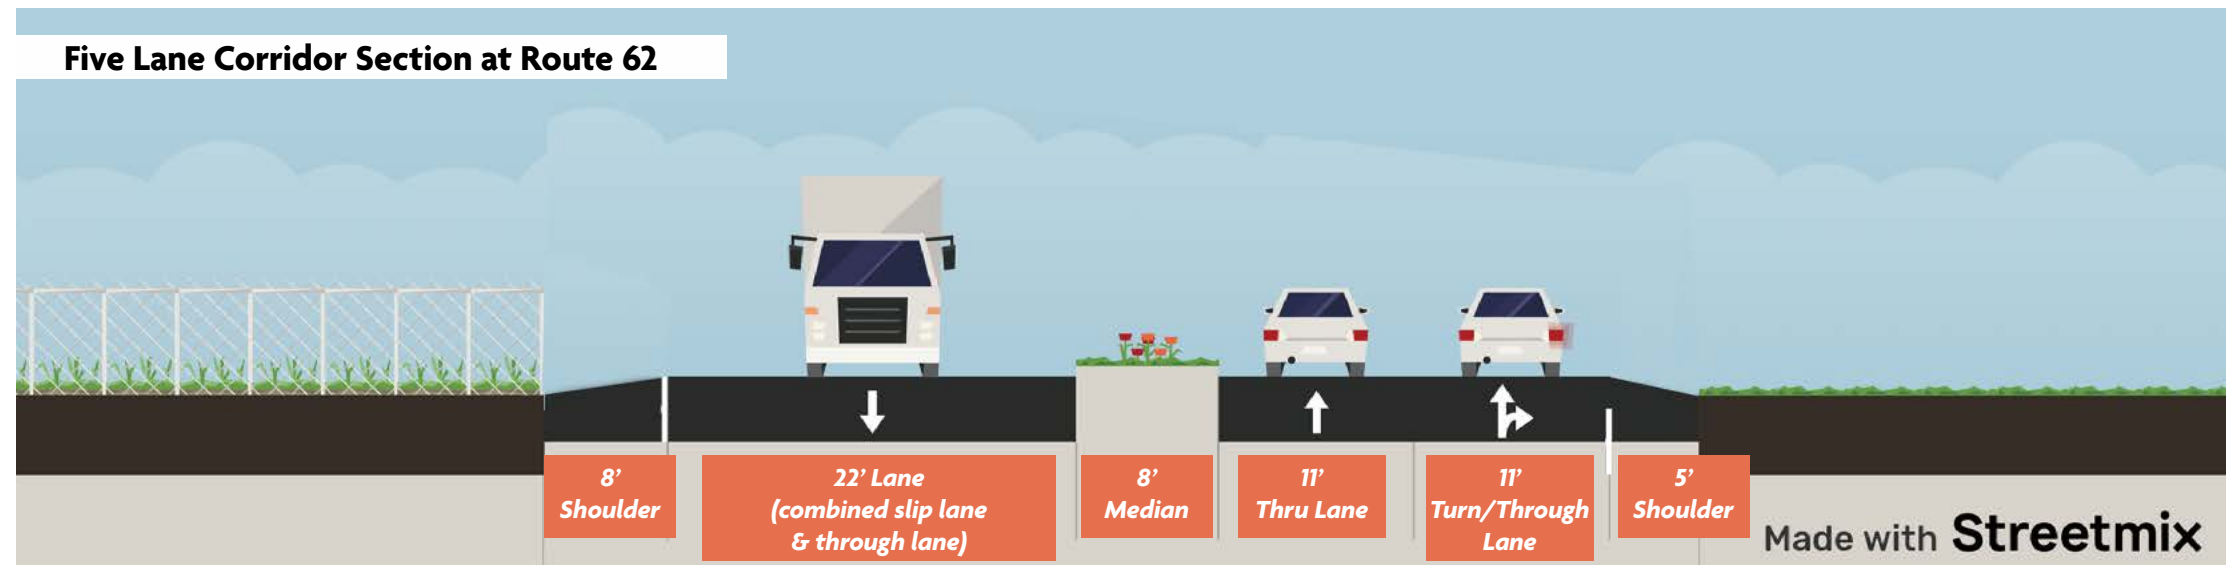 Five Lane Corridor Section at Route 62
8’
Shoulder
22’ Lane
(combined slip lane
& through lane)
8’
Median
11’
Thru Lane
11’
Turn/Through
Lane
5’
Shoulder
Made with Streetmix